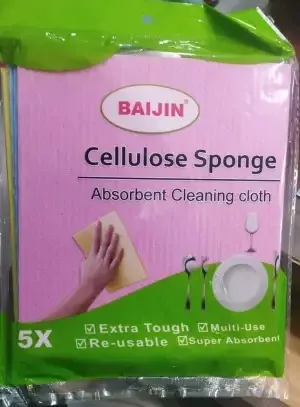 BAIJIN®
Cellulose Sponge
Absorbent Cleaning cloth
5X
☑ Extra Tough ☑ Multi-Use
☑ Re-usable ☑ Super Absorbent